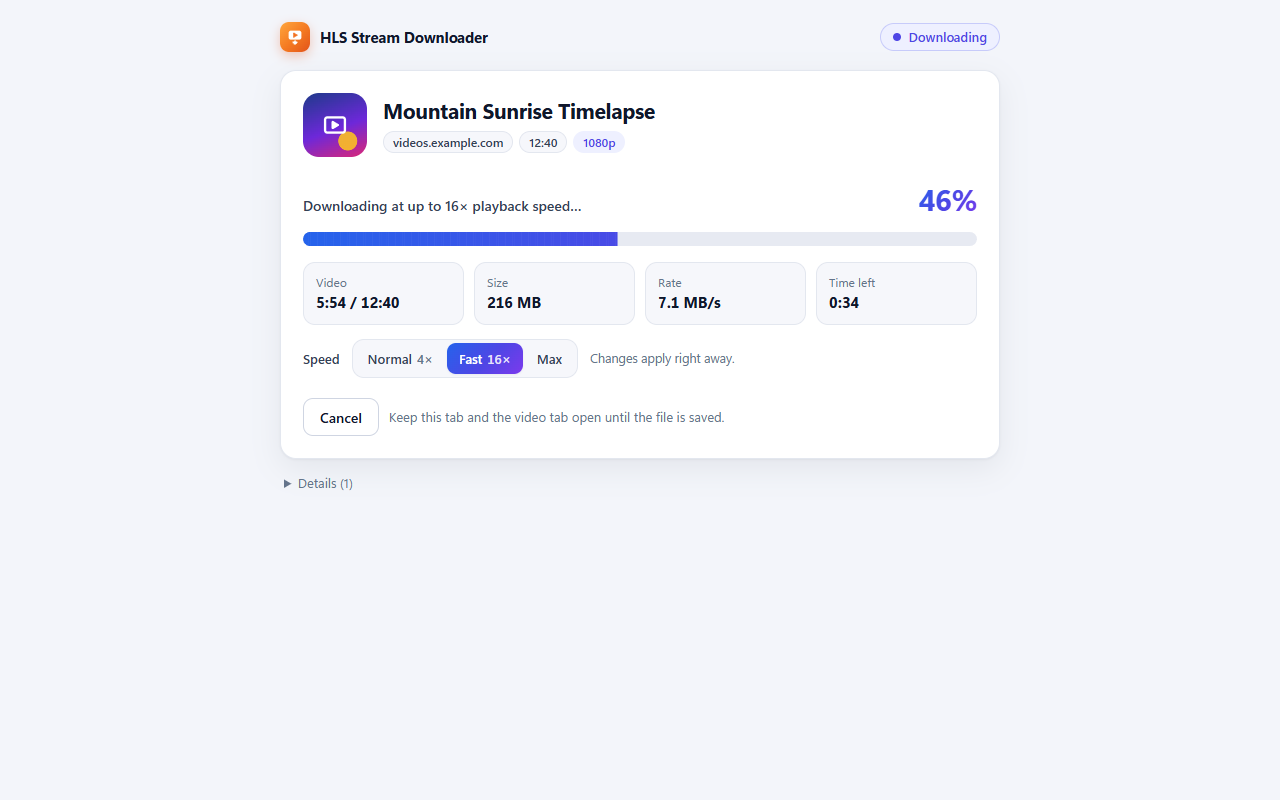 HLS Stream Downloader
Downloading
Mountain Sunrise Timelapse
videos.example.com 12:40 1080p
Downloading at up to 16× playback speed...
46%
Video
5:54 / 12:40
Size
216 MB
Rate
7.1 MB/s
Time left
0:34
Speed Normal 4× Fast 16× Max Changes apply right away.
Cancel Keep this tab and the video tab open until the file is saved.
Details (1)